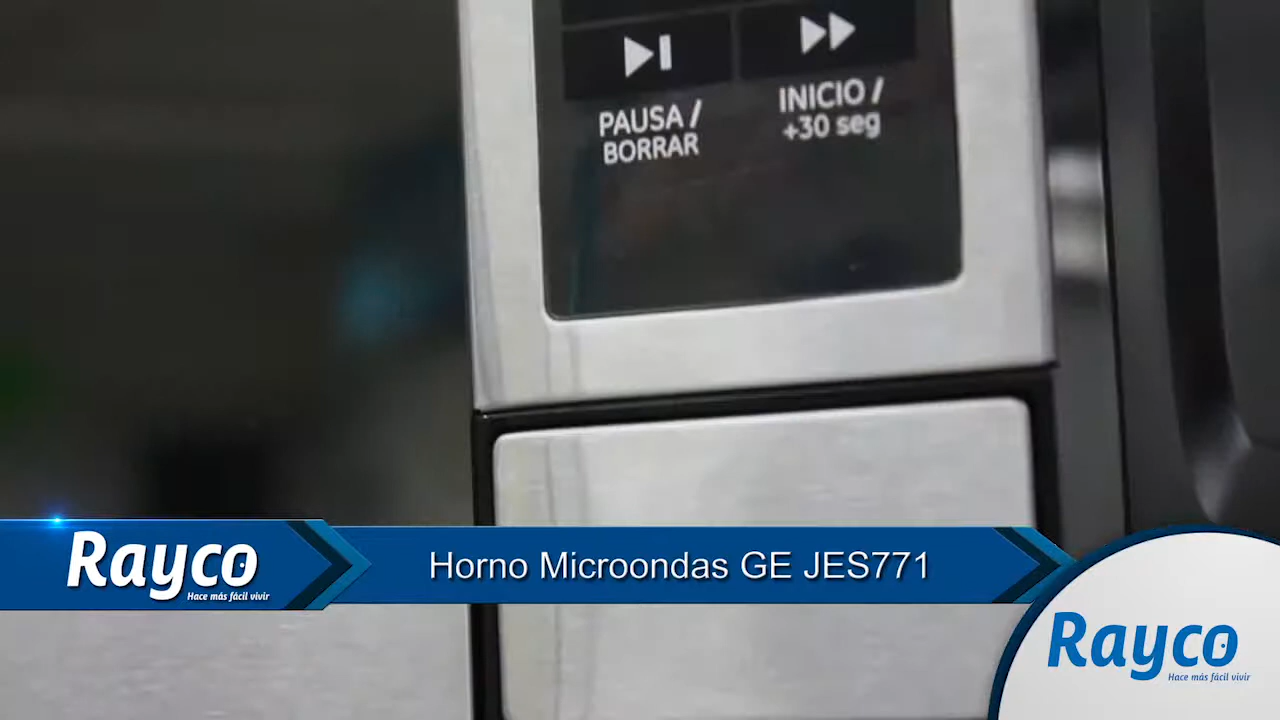 PAUSA /
BORRAR
INICIO /
+30 seg
Rayco
Hace más fácil vivir
Horno Microondas GE JES771
Rayco
Hace más fácil vivir